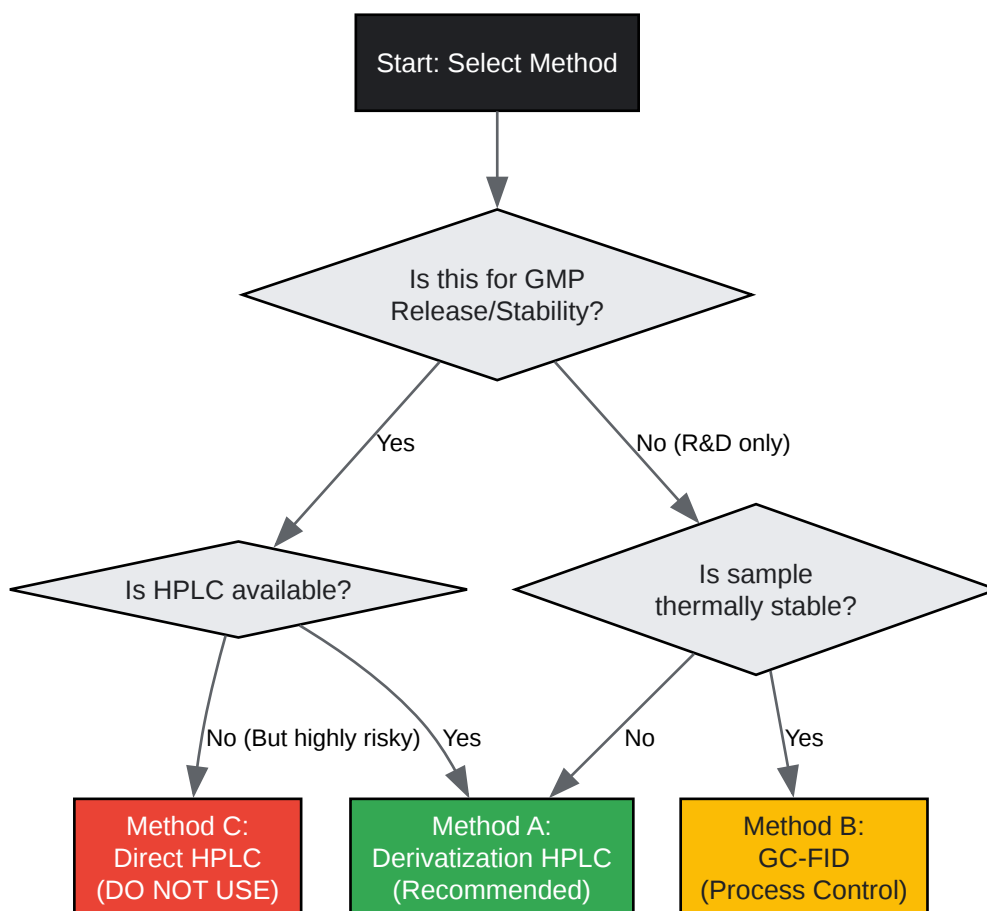 Start: Select Method
Is this for GMP
Release/Stability?
Yes
No (R&D only)
Is HPLC available?
Is sample
thermally stable?
No (But highly risky)
Yes
No
Yes
Method C:
Direct HPLC
(DO NOT USE)
Method A:
Derivatization HPLC
(Recommended)
Method B:
GC-FID
(Process Control)